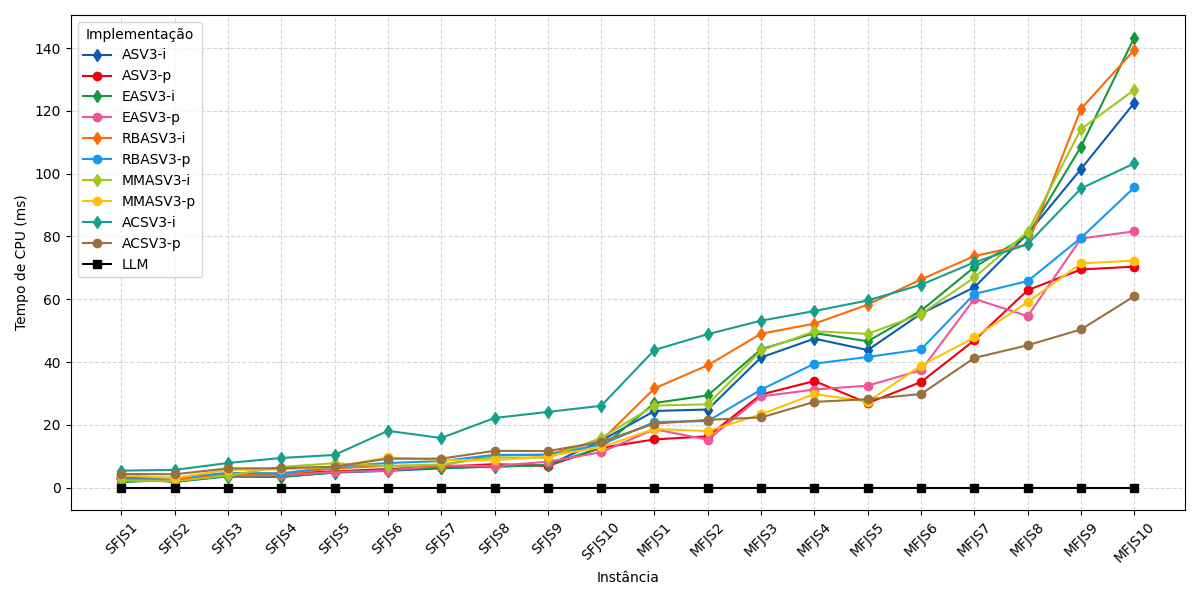 Implementação
ASV3-i
ASV3-p
EASV3-i
EASV3-p
RBASV3-i
RBASV3-p
MMASV3-i
MMASV3-p
ACSV3-i
ACSV3-p
LLM
Tempo de CPU (ms)
140
120
100
80
60
40
20
0
SFJS1
SFJS2
SFJS3
SFJS4
SFJS5
SFJS6
SFJS7
SFJS8
SFJS9
SFJS10
MFJS1
MFJS2
MFJS3
MFJS4
MFJS5
MFJS6
MFJS7
MFJS8
MFJS9
MFJS10
Instância